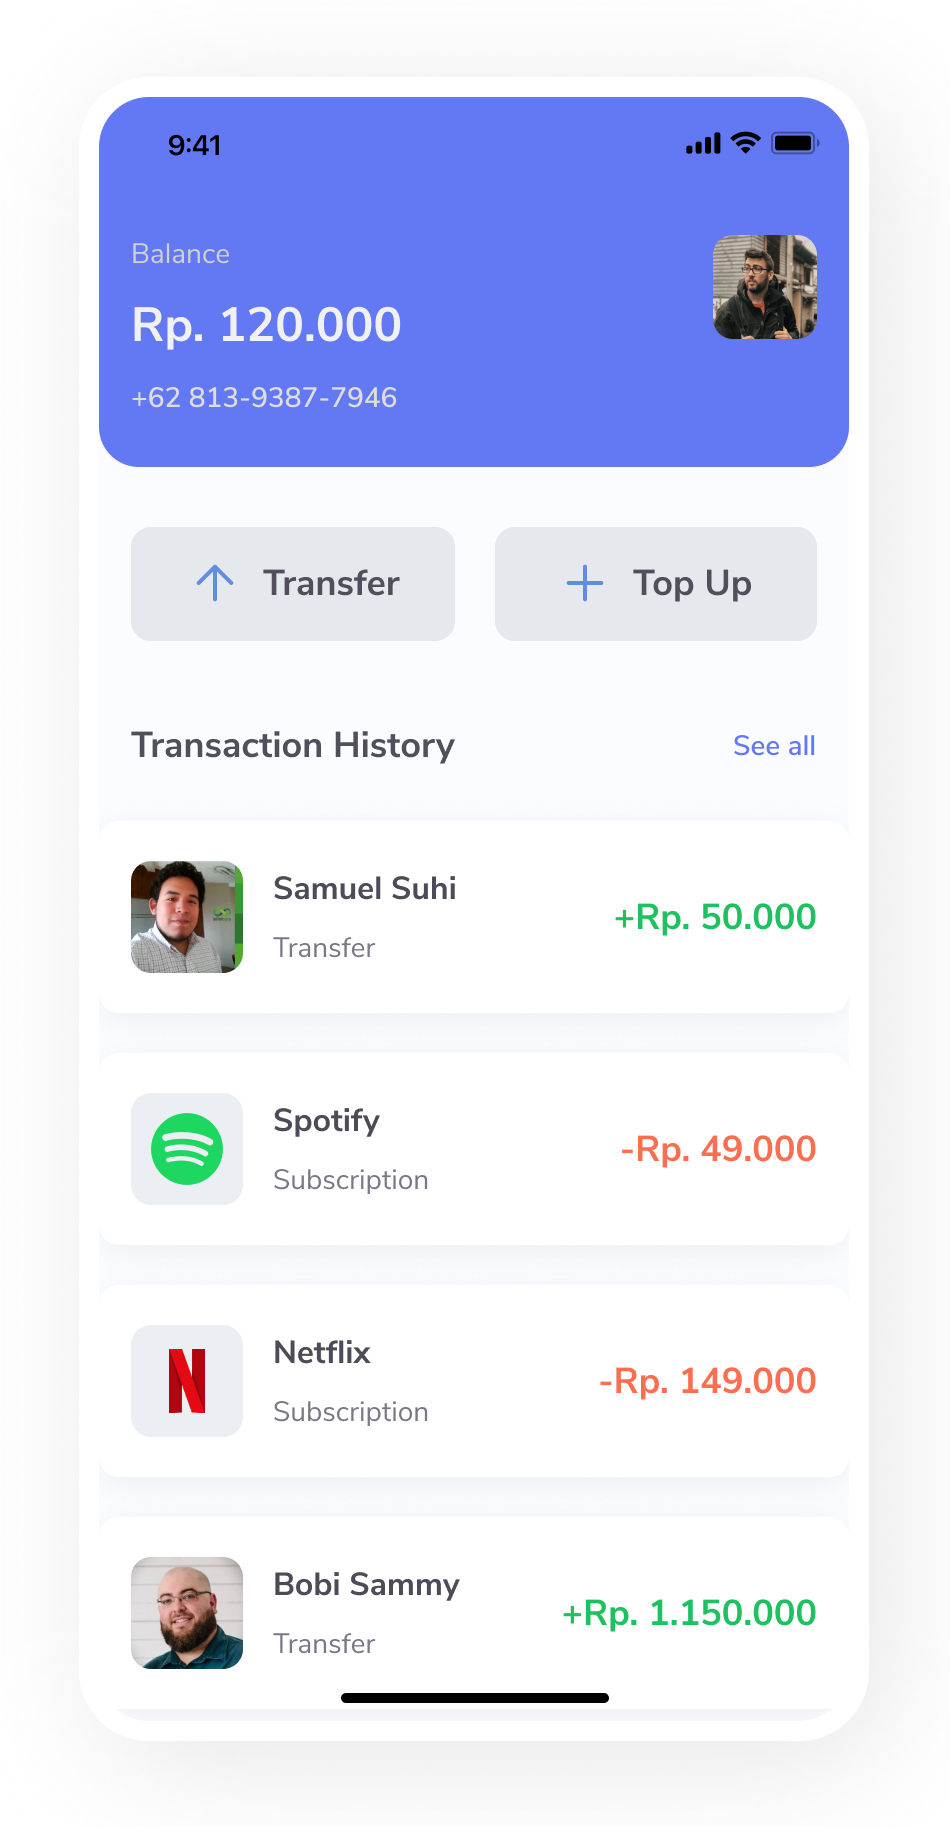 9:41
Balance
Rp. 120.000
+62 813-9387-7946
Transfer
Top Up
Transaction History
See all
Samuel Suhi
Transfer
+Rp. 50.000
Spotify
Subscription
-Rp. 49.000
Netflix
Subscription
-Rp. 149.000
Bobi Sammy
Transfer
+Rp. 1.150.000